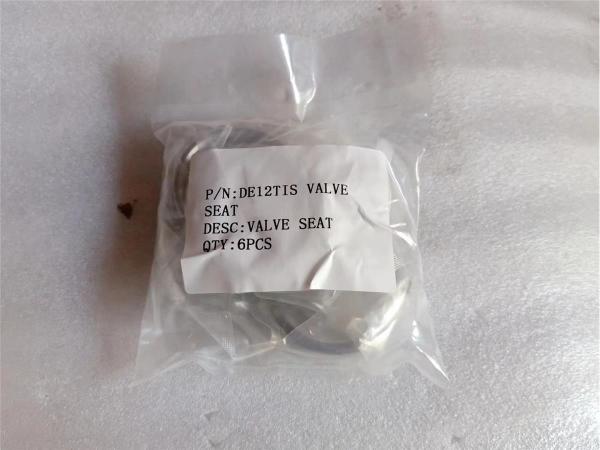 P/N:DE12TIS VALVE
SEAT
DESC:VALVE SEAT
QTY:6PCS